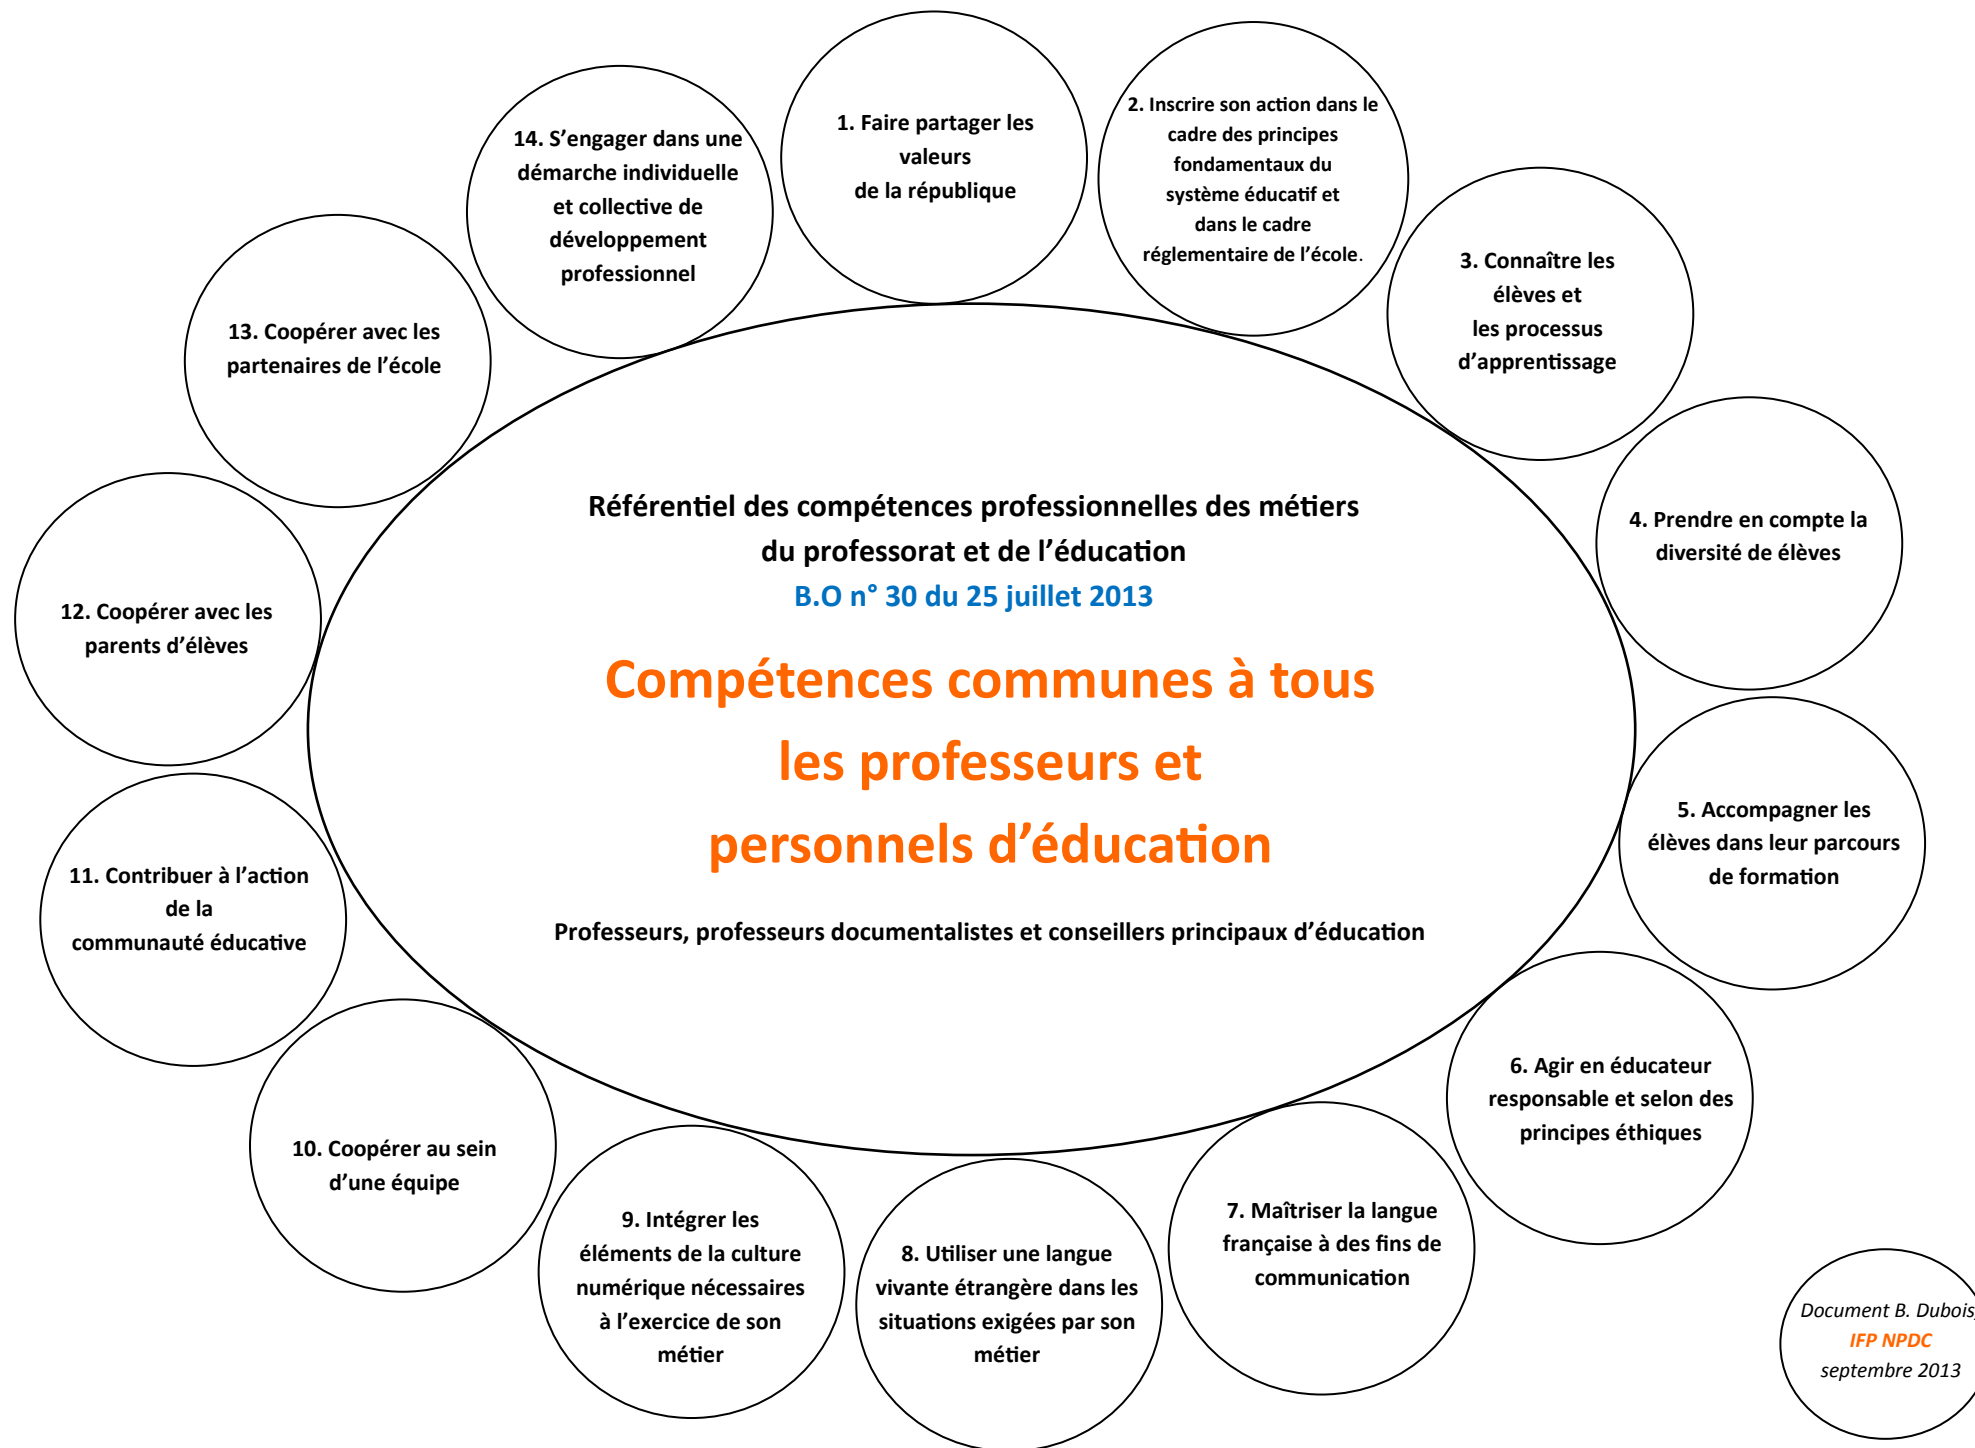 1. Faire partager les
valeurs
de la république
2. Inscrire son action dans le
cadre des principes
fondamentaux du
système éducatif et
dans le cadre
réglementaire de l’école.
3. Connaître les
élèves et
les processus
d’apprentissage
4. Prendre en compte la
diversité de élèves
5. Accompagner les
élèves dans leur parcours
de formation
6. Agir en éducateur
responsable et selon des
principes éthiques
7. Maîtriser la langue
française à des fins de
communication
8. Utiliser une langue
vivante étrangère dans les
situations exigées par son
métier
9. Intégrer les
éléments de la culture
numérique nécessaires
à l’exercice de son
métier
10. Coopérer au sein
d’une équipe
11. Contribuer à l’action
de la
communauté éducative
12. Coopérer avec les
parents d’élèves
13. Coopérer avec les
partenaires de l’école
14. S’engager dans une
démarche individuelle
et collective de
développement
professionnel
Référentiel des compétences professionnelles des métiers
du professorat et de l’éducation
B.O n° 30 du 25 juillet 2013
Compétences communes à tous
les professeurs et
personnels d’éducation
Professeurs, professeurs documentalistes et conseillers principaux d’éducation
Document B. Dubois,
IFP NPDC
septembre 2013